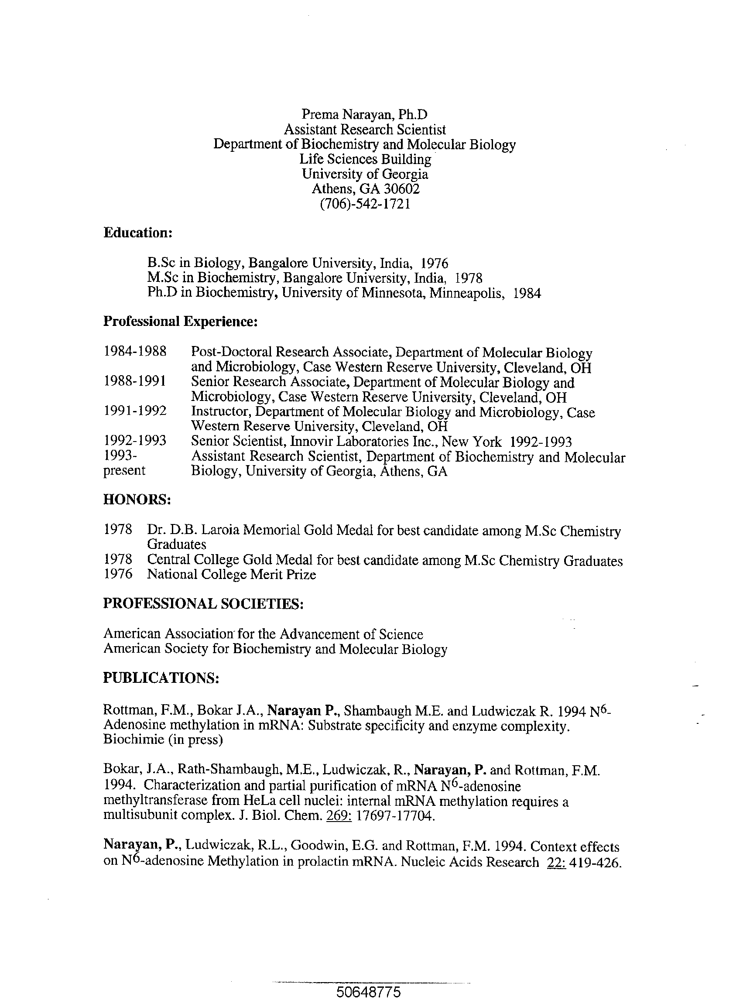 Prema Narayan, Ph.D
Assistant Research Scientist
Department of Biochemistry and Molecular Biology
Life Sciences Building
University of Georgia
Athens, GA 30602
(706)-542-1721
Education:
B.Sc in Biology, Bangalore University, India, 1976
M.Sc in Biochemistry, Bangalore University, India, 1978
Ph.D in Biochemistry, University of Minnesota, Minneapolis, 1984
Professional Experience:
1984-1988 Post-Doctoral Research Associate, Department of Molecular Biology
and Microbiology, Case Western Reserve University, Cleveland, OH
1988-1991 Senior Research Associate, Department of Molecular Biology and
Microbiology, Case Western Reserve University, Cleveland, OH
1991-1992 Instructor, Department of Molecular Biology and Microbiology, Case
Western Reserve University, Cleveland, OH
1992-1993 Senior Scientist, Innovir Laboratories Inc., New York 1992-1993
1993- Assistant Research Scientist, Department of Biochemistry and Molecular
present Biology, University of Georgia, Athens, GA
HONORS:
1978 Dr. D.B. Laroia Memorial Gold Medal for best candidate among M.Sc Chemistry
Graduates
1978 Central College Gold Medal for best candidate among M.Sc Chemistry Graduates
1976 National College Merit Prize
PROFESSIONAL SOCIETIES:
American Association for the Advancement of Science
American Society for Biochemistry and Molecular Biology
PUBLICATIONS:
Rottman, F.M., Bokar J.A., Narayan P., Shambaugh M.E. and Ludwiczak R. 1994 N6-
Adenosine methylation in mRNA: Substrate specificity and enzyme complexity.
Biochimie (in press)
Bokar, J.A., Rath-Shambaugh, M.E., Ludwiczak, R., Narayan, P. and Rottman, F.M.
1994. Characterization and partial purification of mRNA N6-adenosine
methyltransferase from HeLa cell nuclei: internal mRNA methylation requires a
multisubunit complex. J. Biol. Chem. 269: 17697-17704.
Narayan, P., Ludwiczak, R.L., Goodwin, E.G. and Rottman, F.M. 1994. Context effects
on N6-adenosine Methylation in prolactin mRNA. Nucleic Acids Research 22: 419-426.
50648775